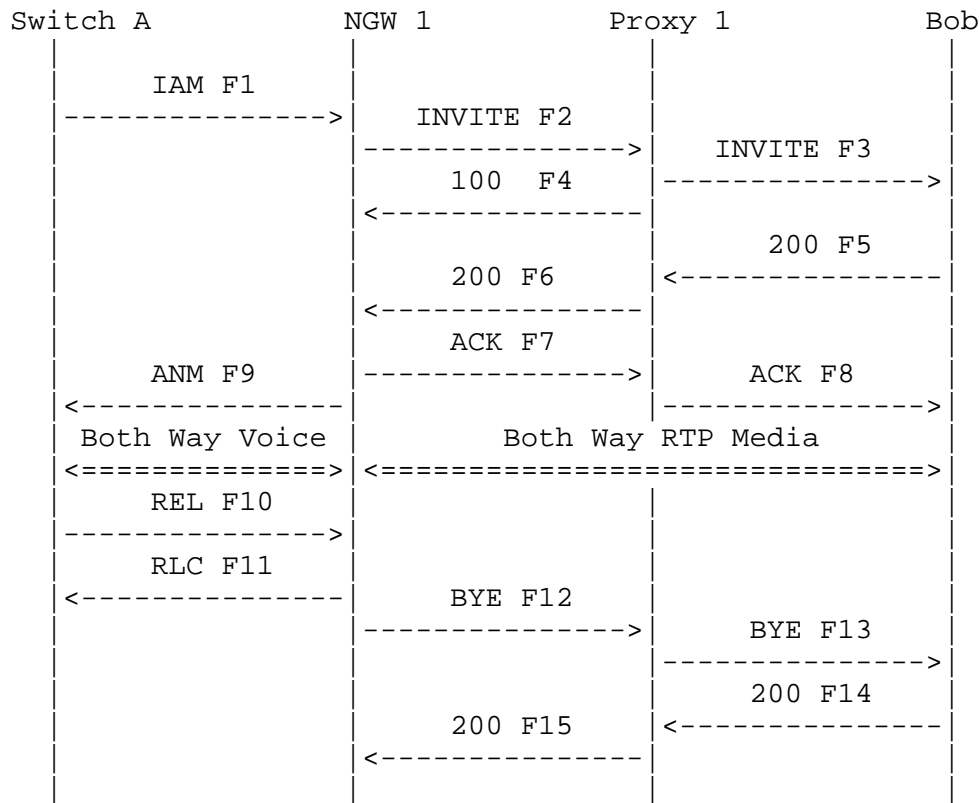 Switch A NGW 1 Proxy 1 Bob
IAM F1
INVITE F2
INVITE F3
100 F4
200 F5
200 F6
ACK F7
ANM F9 ACK F8
Both Way Voice Both Way RTP Media
REL F10
RLC F11
BYE F12
BYE F13
200 F14
200 F15